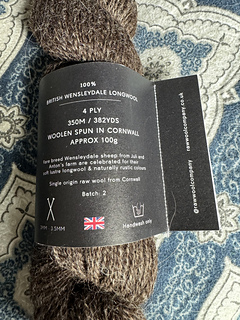 100%
BRITISH WENSLEYDALE LONGWOOL
4 PLY
350M / 382YDS
WOOLEN SPUN IN CORNWALL
APPROX 100g
Rare breed Wensleydale sheep from Juli and
Anton's farm are celebrated for their
soft lustre longwool & naturally rustic colours
Single origin raw wool from Cornwall
Batch: 2
3.5MM
Handwash only
rawwoolcompany.co.uk
@rawwoolcompany